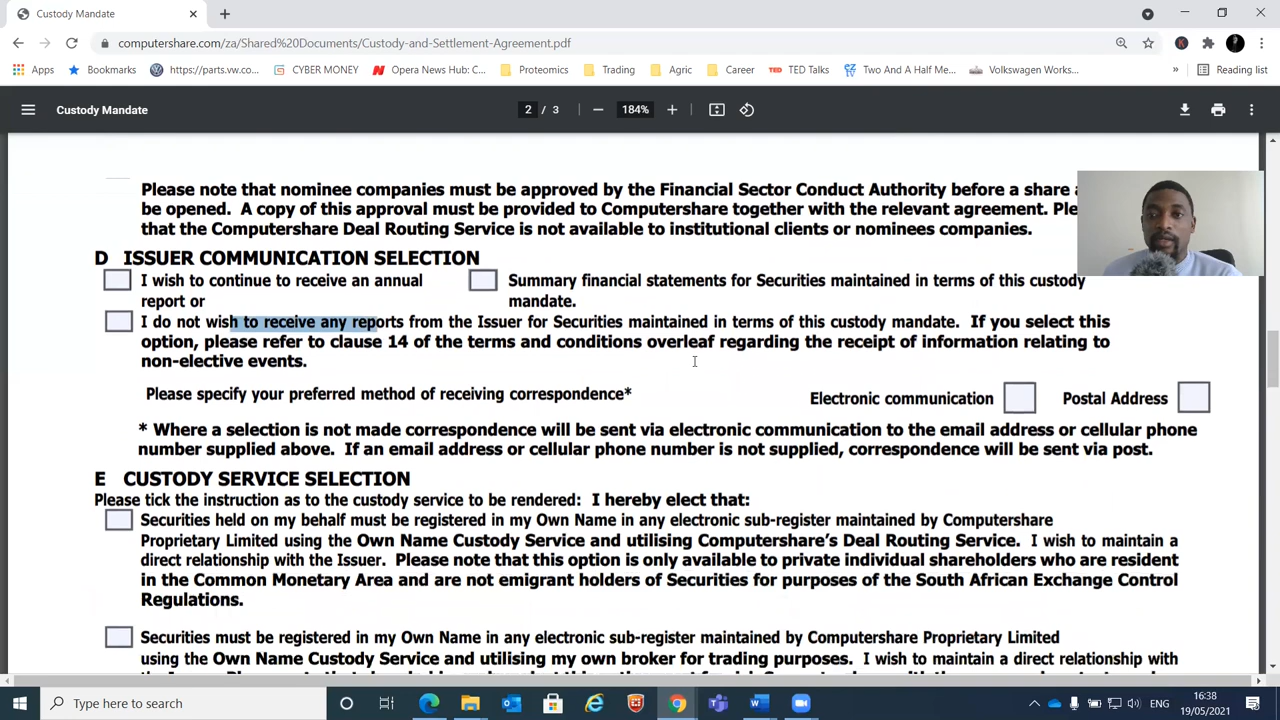 Custody Mandate
computershare.com/za/Shared%20Documents/Custody-and-Settlement-Agreement.pdf
Apps Bookmarks https://parts.vw.co... CYBER MONEY Opera News Hub: C... Proteomics Trading Agric Career TED Talks Two And A Half Me... Volkswagen Works... » Reading list
Custody Mandate 2 / 3 184%
Please note that nominee companies must be approved by the Financial Sector Conduct Authority before a share a
be opened. A copy of this approval must be provided to Computershare together with the relevant agreement. Ple
that the Computershare Deal Routing Service is not available to institutional clients or nominees companies.
D ISSUER COMMUNICATION SELECTION
I wish to continue to receive an annual Summary financial statements for Securities maintained in terms of this custody
report or mandate.
I do not wish to receive any reports from the Issuer for Securities maintained in terms of this custody mandate. If you select this
option, please refer to clause 14 of the terms and conditions overleaf regarding the receipt of information relating to
non-elective events.
Please specify your preferred method of receiving correspondence* Electronic communication Postal Address
* Where a selection is not made correspondence will be sent via electronic communication to the email address or cellular phone
number supplied above. If an email address or cellular phone number is not supplied, correspondence will be sent via post.
E CUSTODY SERVICE SELECTION
Please tick the instruction as to the custody service to be rendered: I hereby elect that:
Securities held on my behalf must be registered in my Own Name in any electronic sub-register maintained by Computershare
Proprietary Limited using the Own Name Custody Service and utilising Computershare's Deal Routing Service. I wish to maintain a
direct relationship with the Issuer. Please note that this option is only available to private individual shareholders who are resident
in the Common Monetary Area and are not emigrant holders of Securities for purposes of the South African Exchange Control
Regulations.
Securities must be registered in my Own Name in any electronic sub-register maintained by Computershare Proprietary Limited
using the Own Name Custody Service and utilising my own broker for trading purposes. I wish to maintain a direct relationship with
Type here to search ENG 16:38
19/05/2021